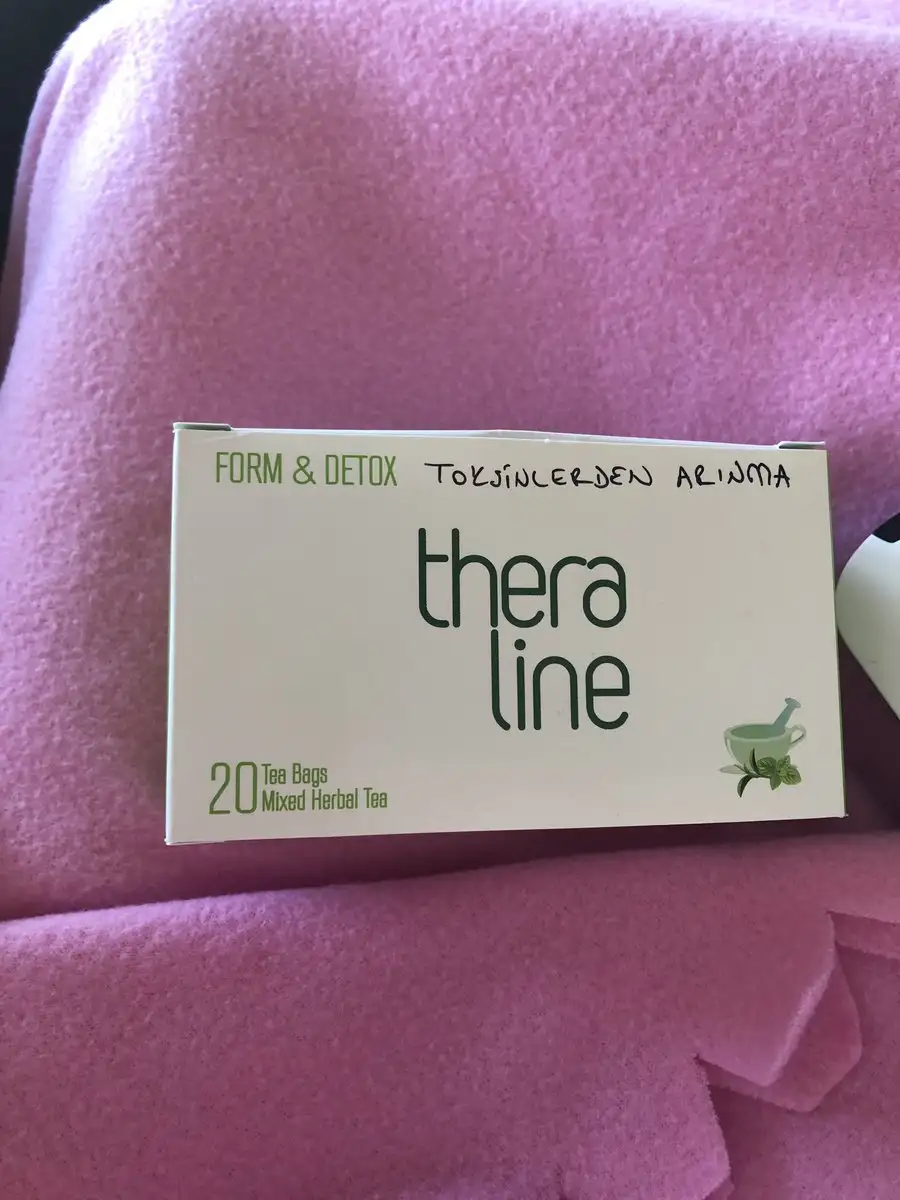 FORM & DETOX TOKSİNLERDEN ARINMA
thera
line
20 Tea Bags
Mixed Herbal Tea